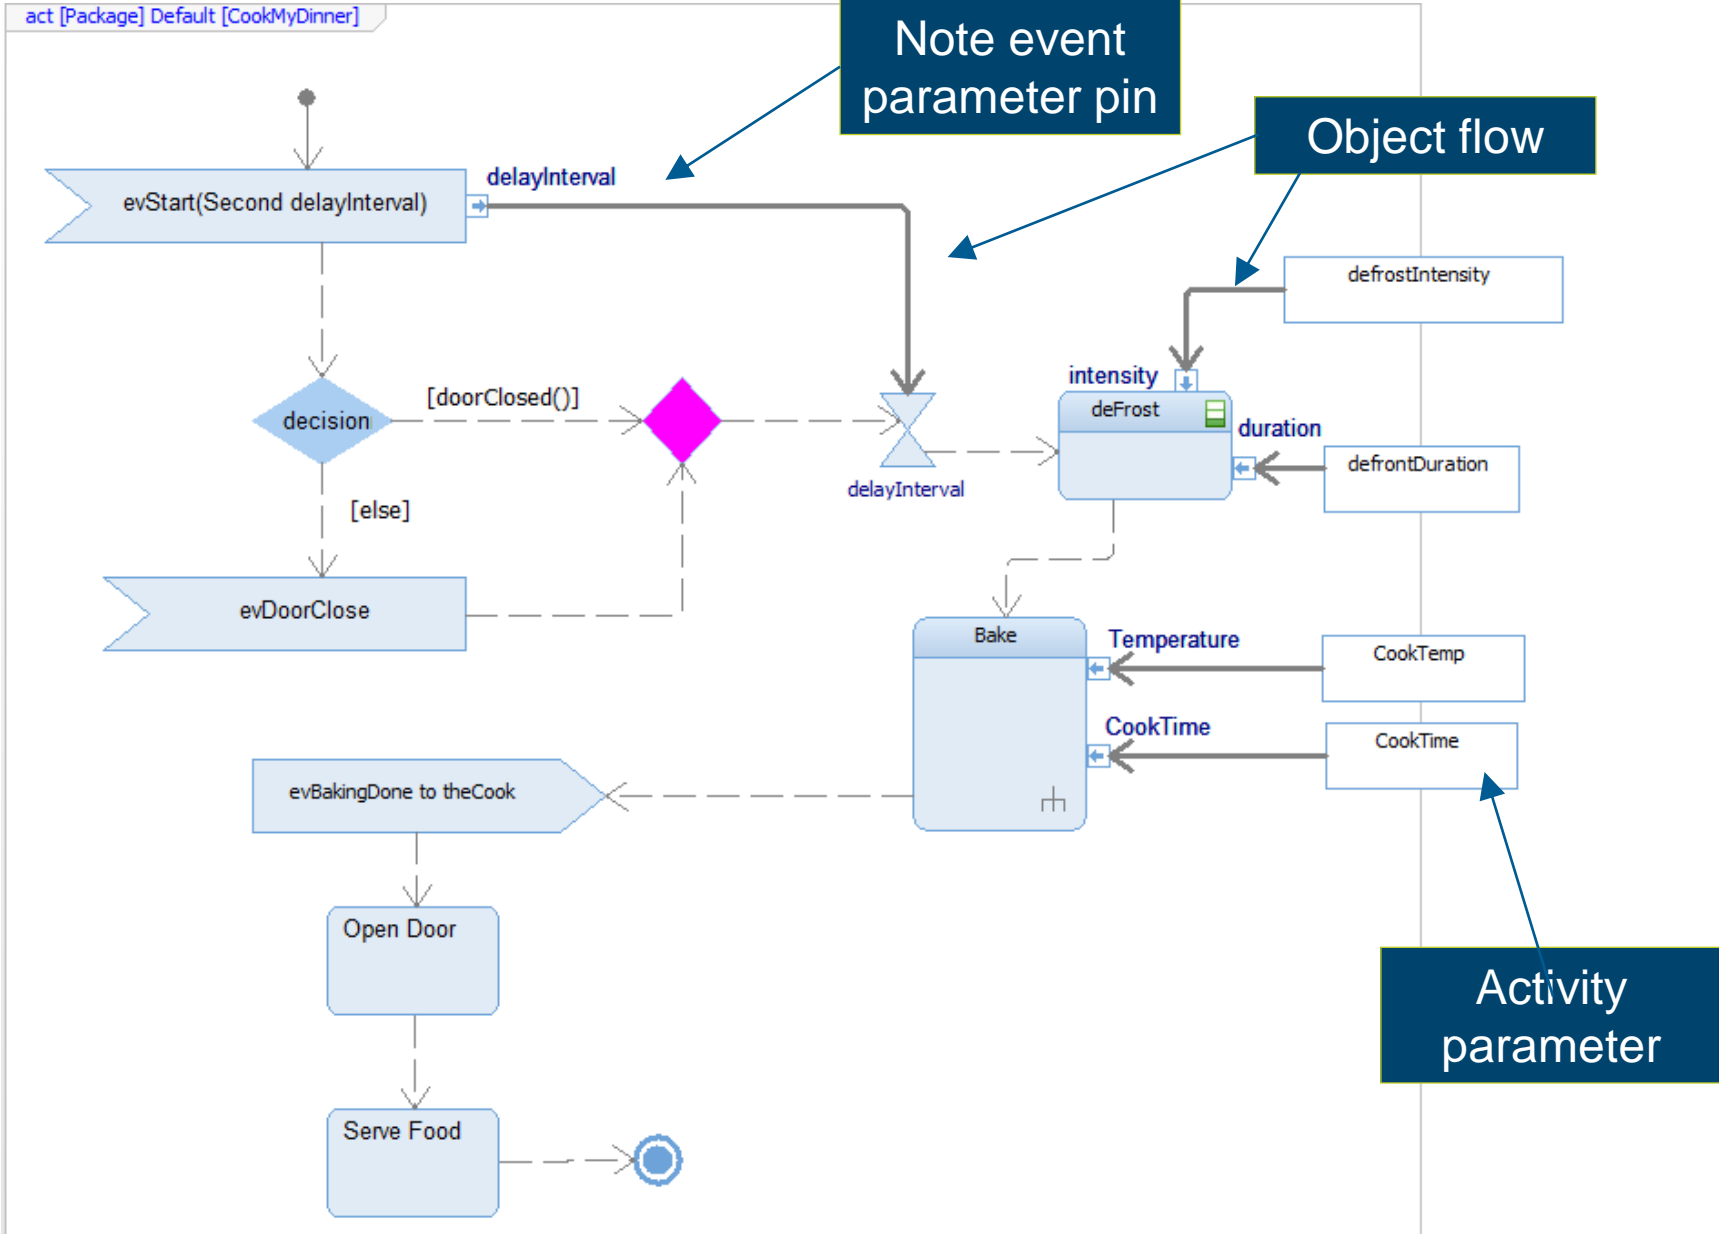 act [Package] Default [CookMyDinner]
Note event
parameter pin
Object flow
delayInterval
evStart(Second delayInterval)
defrostIntensity
intensity
[doorClosed()]
deFrost
decision
duration
defrontDuration
delayInterval
[else]
evDoorClose
Bake
Temperature
CookTemp
CookTime
CookTime
evBakingDone to theCook
Open Door
Activity
parameter
Serve Food